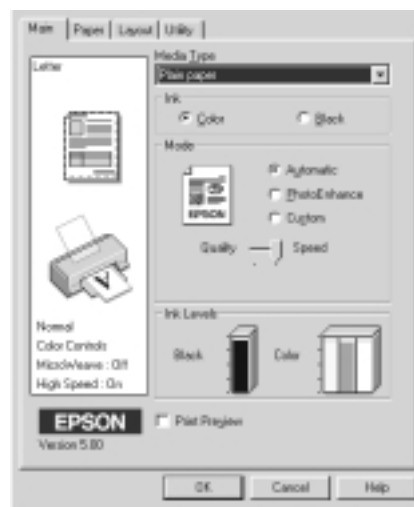 Main Paper Layout Utility
Letter
Media Type
Plain paper
Ink
Color Black
Mode
EPSON
Automatic
PhotoEnhance
Custom
Quality Speed
Normal
Color Controls
MicroWeave : Off
High Speed : On
Ink Levels
Black Color
EPSON
Version 5.00
Print Preview
OK Cancel Help